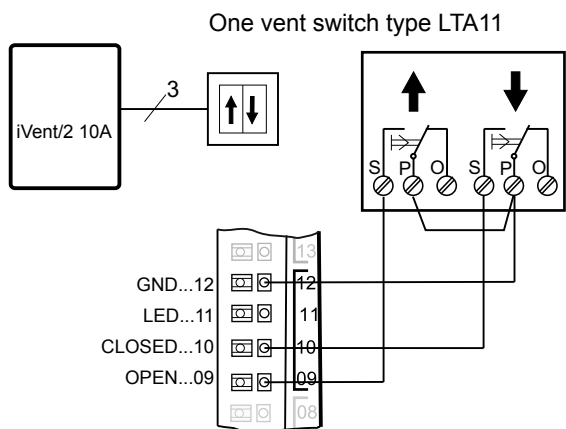 One vent switch type LTA11
3
iVent/2 10A
S P O S P O
13
GND...12 12
LED...11 11
CLOSED...10 10
OPEN...09 09
08